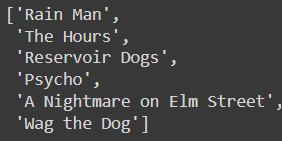 ['Rain Man',
'The Hours',
'Reservoir Dogs',
'Psycho',
'A Nightmare on Elm Street',
'Wag the Dog']